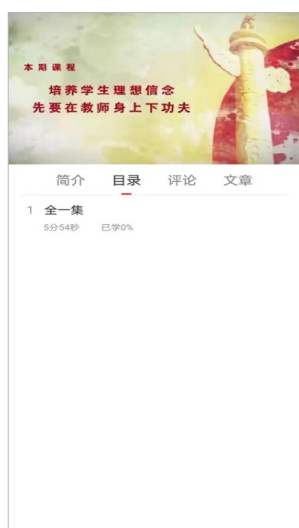 本期课程
培养学生理想信念
先要在教师身上下功夫
简介 目录 评论 文章
1 全一集
5分54秒 已学0%